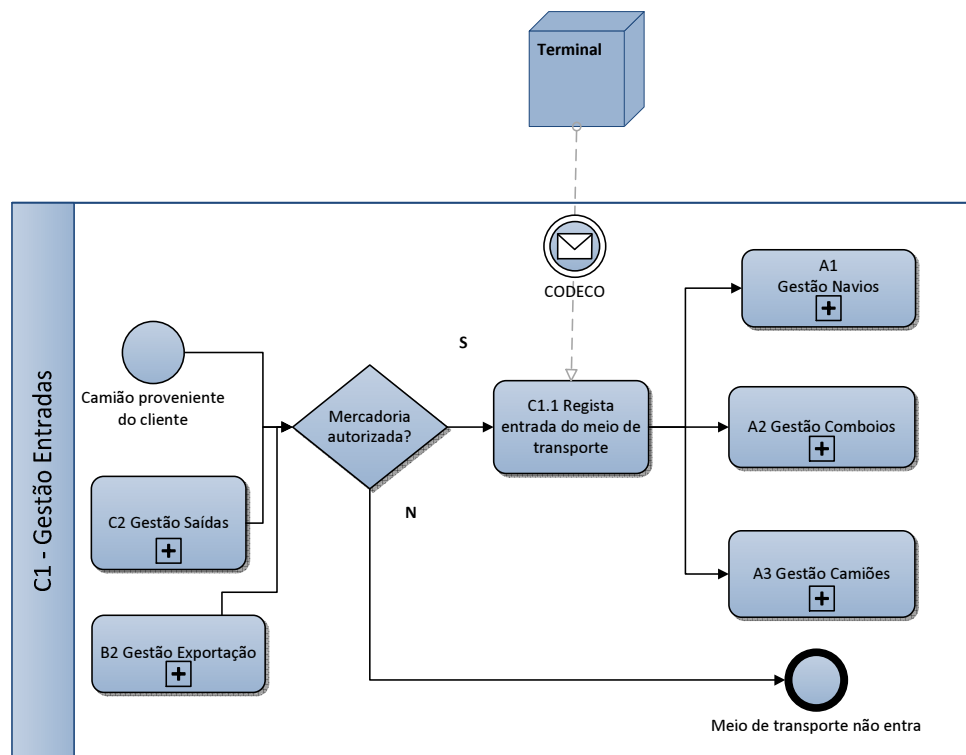 Terminal
C1 - Gestão Entradas
CODECO
A1
Gestão Navios
Camião proveniente
do cliente
S
Mercadoria
autorizada?
C1.1 Regista
entrada do meio de
transporte
A2 Gestão Comboios
N
C2 Gestão Saídas
A3 Gestão Camiões
B2 Gestão Exportação
Meio de transporte não entra